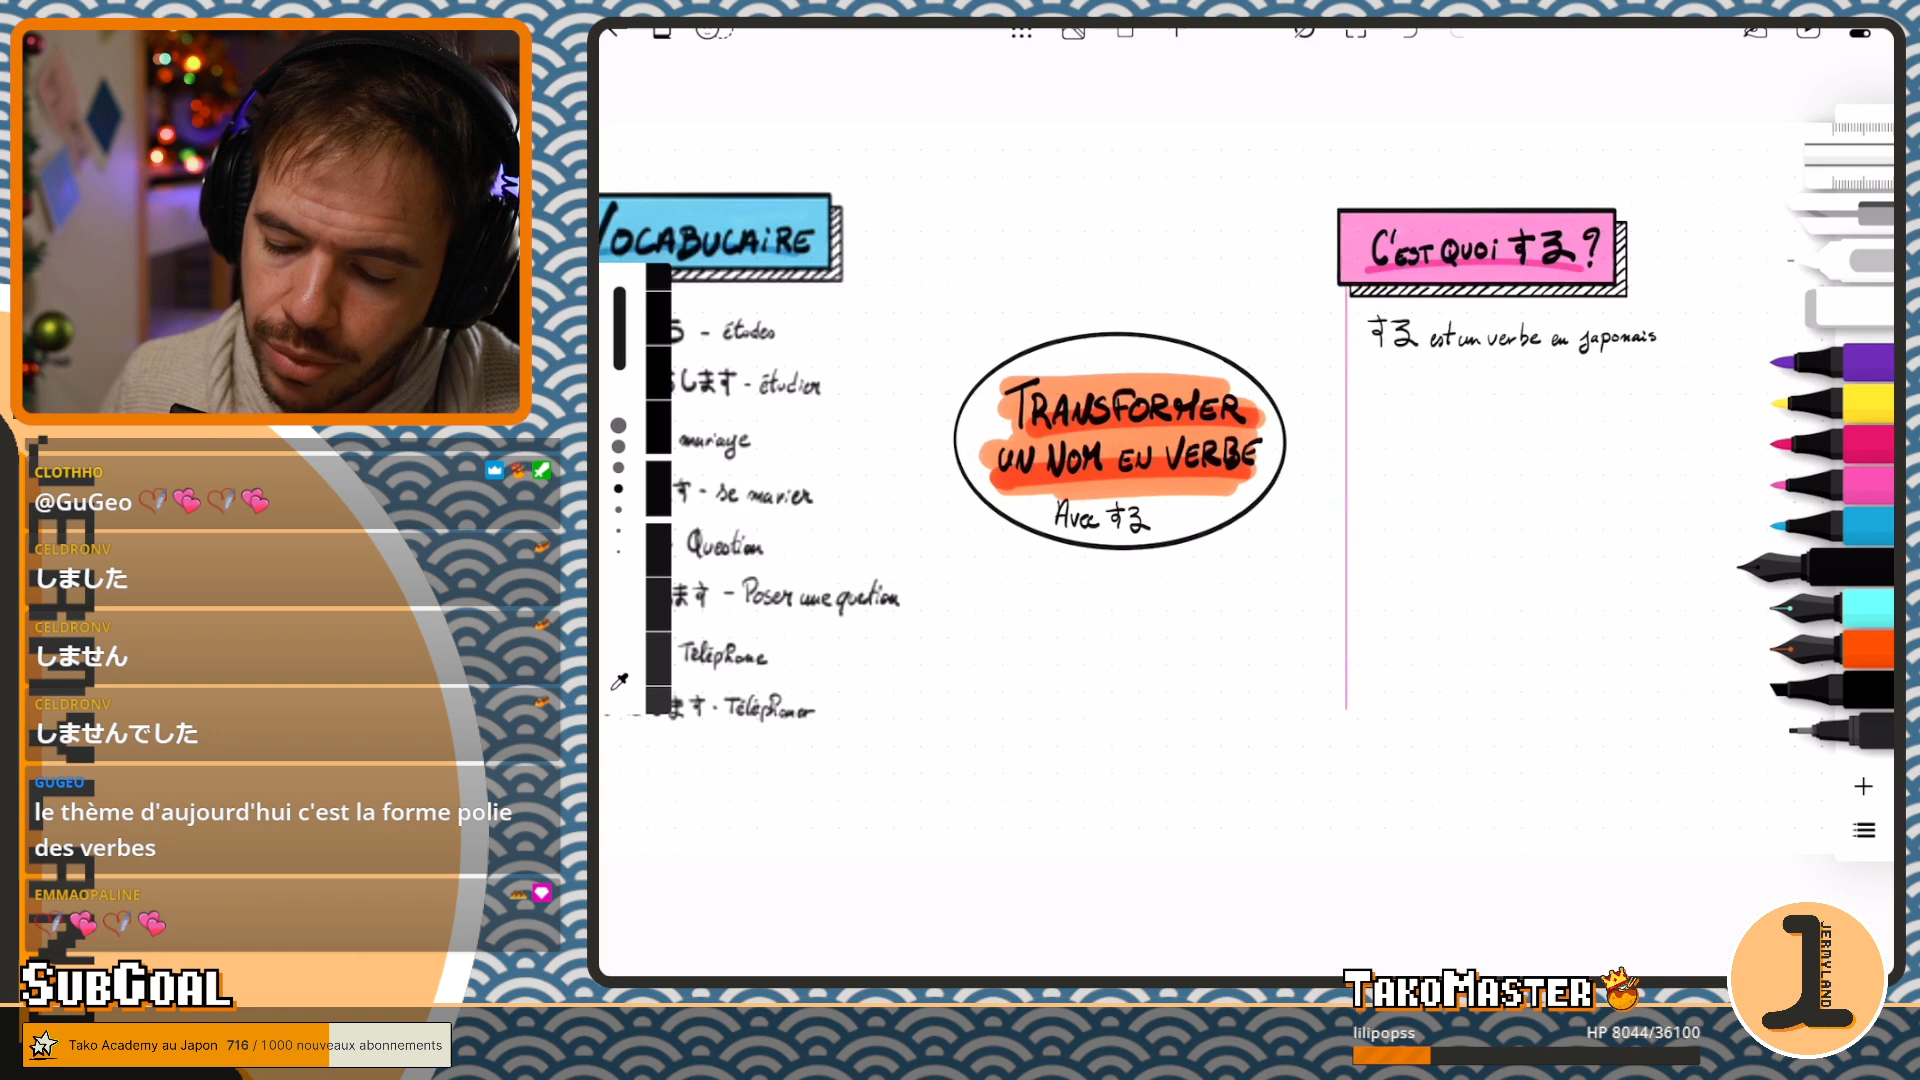 CLOTHHO
@GuGeo
CELDRONV
しました
CELDRONV
しません
CELDRONV
しませんでした
GUGEO
le thème d'aujourd'hui c'est la forme polie
des verbes
EMMAOPALINE
SUBGOAL
Tako Academy au Japon 716 / 1000 nouveaux abonnements
VOCABULAIRE
- études
します - étudier
mariage
す - se marier
Question
ます - Poser une question
Téléphone
ます - Téléphoner
TRANSFORMER
UN NOM EN VERBE
Avec する
C'EST QUOI する ?
する est un verbe en japonais
TAKOMASTER
lilipopss HP 8044/36100
JERMYLAND